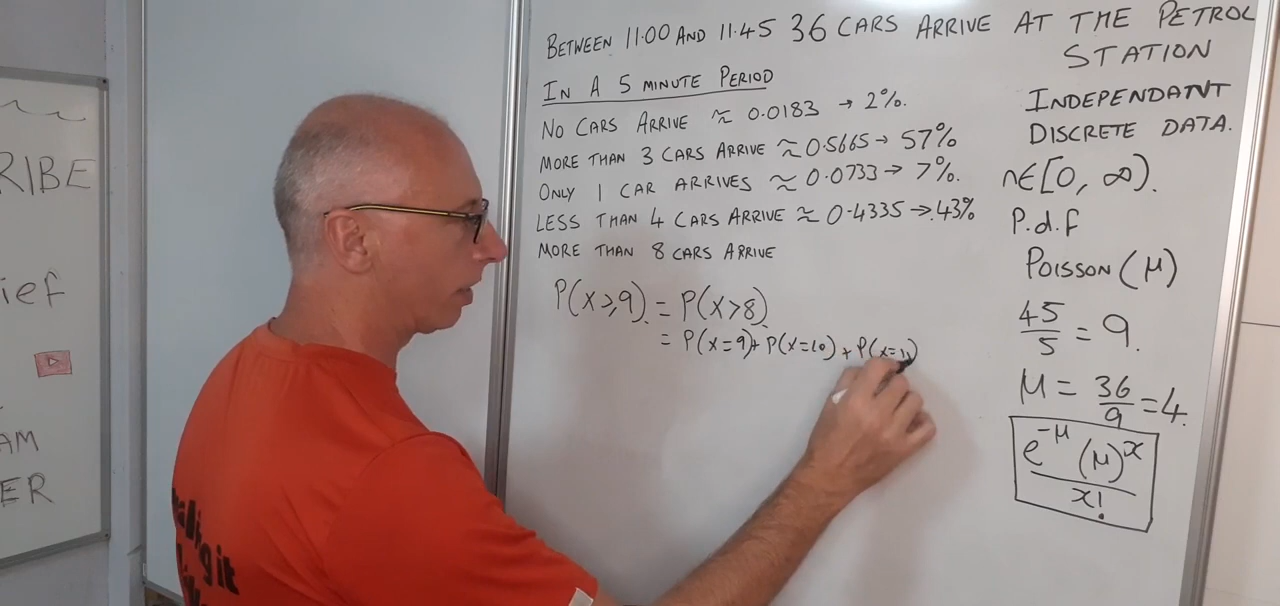 RIBE
ief
AM
ER
BETWEEN 11.00 AND 11.45 36 CARS ARRIVE AT THE PETROL
STATION
IN A 5 MINUTE PERIOD
NO CARS ARRIVE ≈ 0.0183 → 2%.
MORE THAN 3 CARS ARRIVE ≈ 0.5665 → 57%
ONLY 1 CAR ARRIVES ≈ 0.0733 → 7%.
LESS THAN 4 CARS ARRIVE ≈ 0.4335 → 43%
MORE THAN 8 CARS ARRIVE
P(x≥9) = P(x>8)
= P(x=9) + P(x=10) + P(x=11)
INDEPENDANT
DISCRETE DATA.
n∈[0, ∞).
P.d.f
POISSON (μ)
45/5 = 9.
μ = 36/9 = 4.
e^-μ (μ)^x / x!